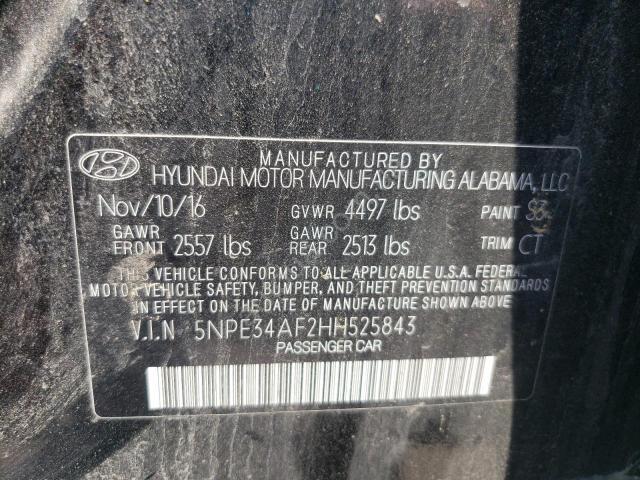 MANUFACTURED BY
HYUNDAI MOTOR MANUFACTURING ALABAMA, LLC
Nov/10/16 GVWR 4497 lbs PAINT
GAWR FRONT 2557 lbs GAWR REAR 2513 lbs TRIM CT
THIS VEHICLE CONFORMS TO ALL APPLICABLE U.S.A. FEDERAL
MOTOR VEHICLE SAFETY, BUMPER, AND THEFT PREVENTION STANDARDS
IN EFFECT ON THE DATE OF MANUFACTURE SHOWN ABOVE.
V.I.N 5NPE34AF2HH525843
PASSENGER CAR